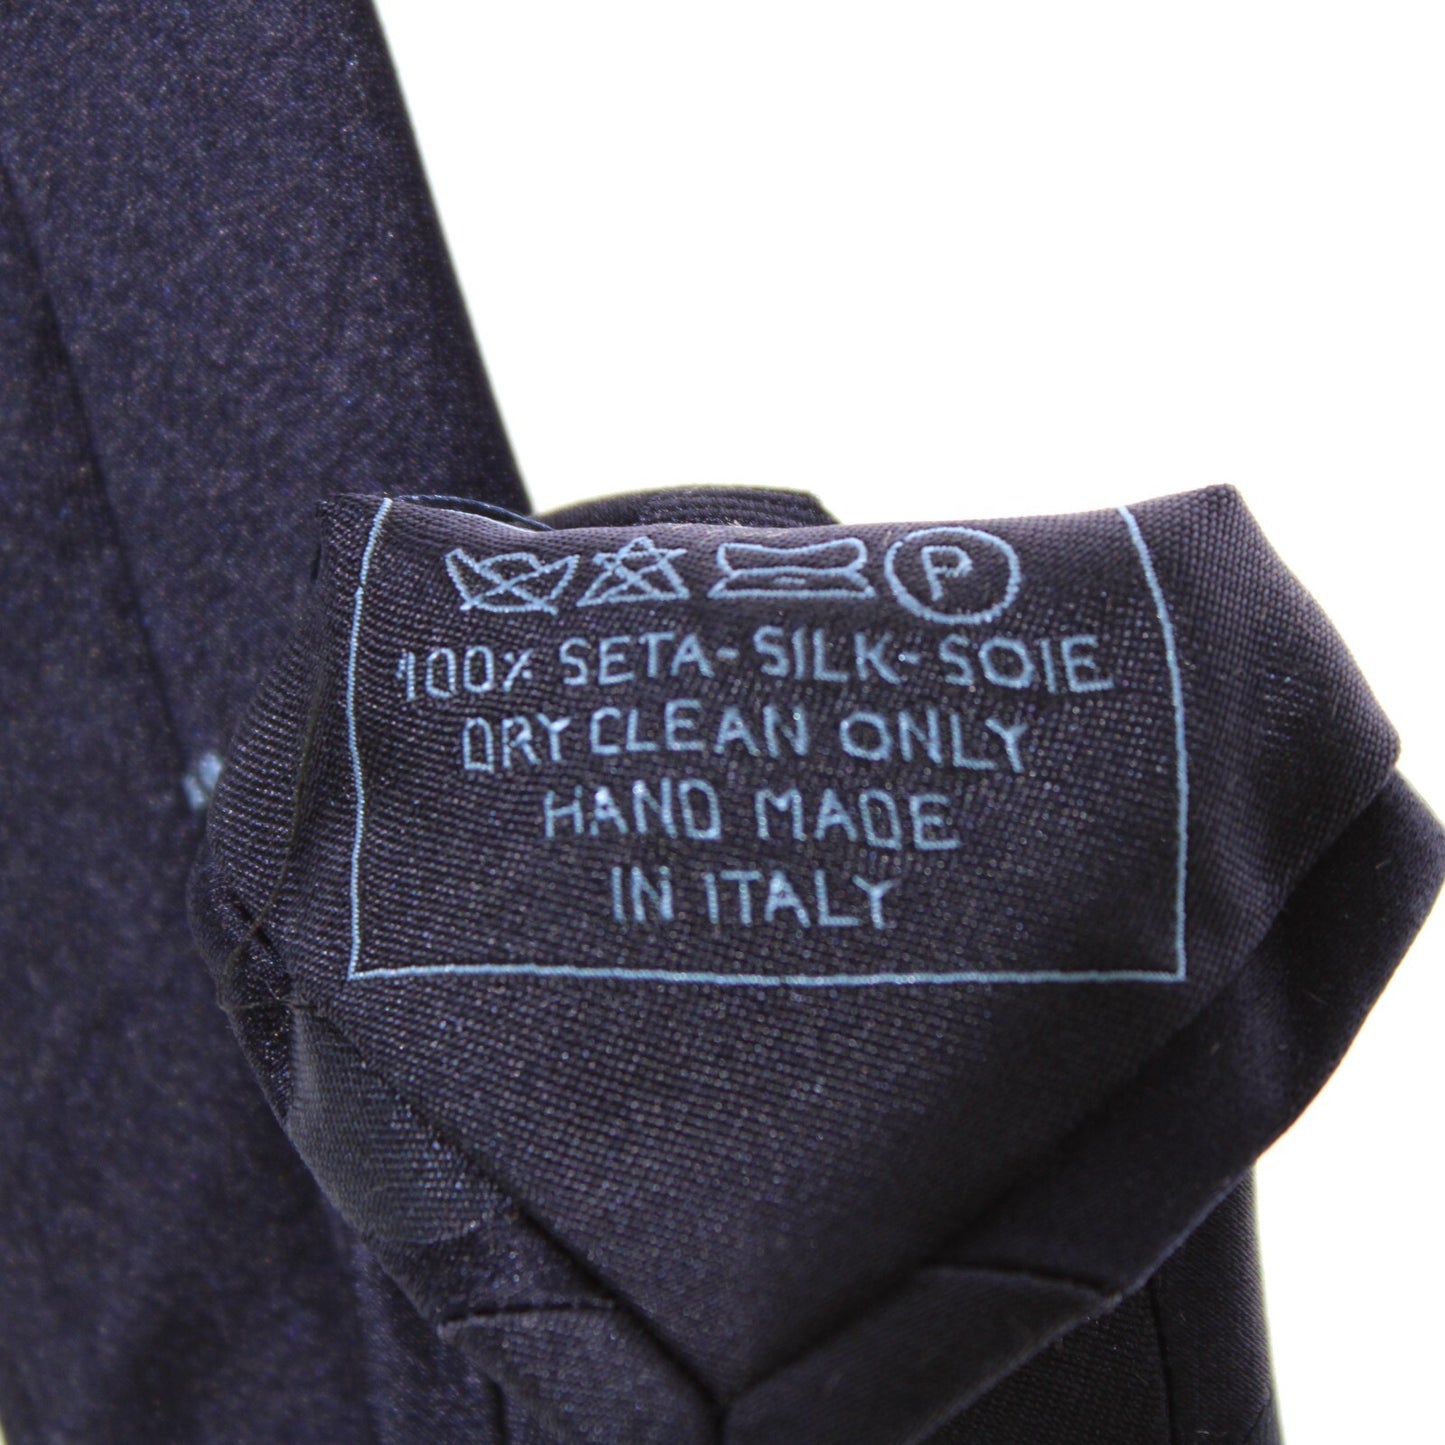 P
100% SETA-SILK-SOIE
DRY CLEAN ONLY
HAND MADE
IN ITALY